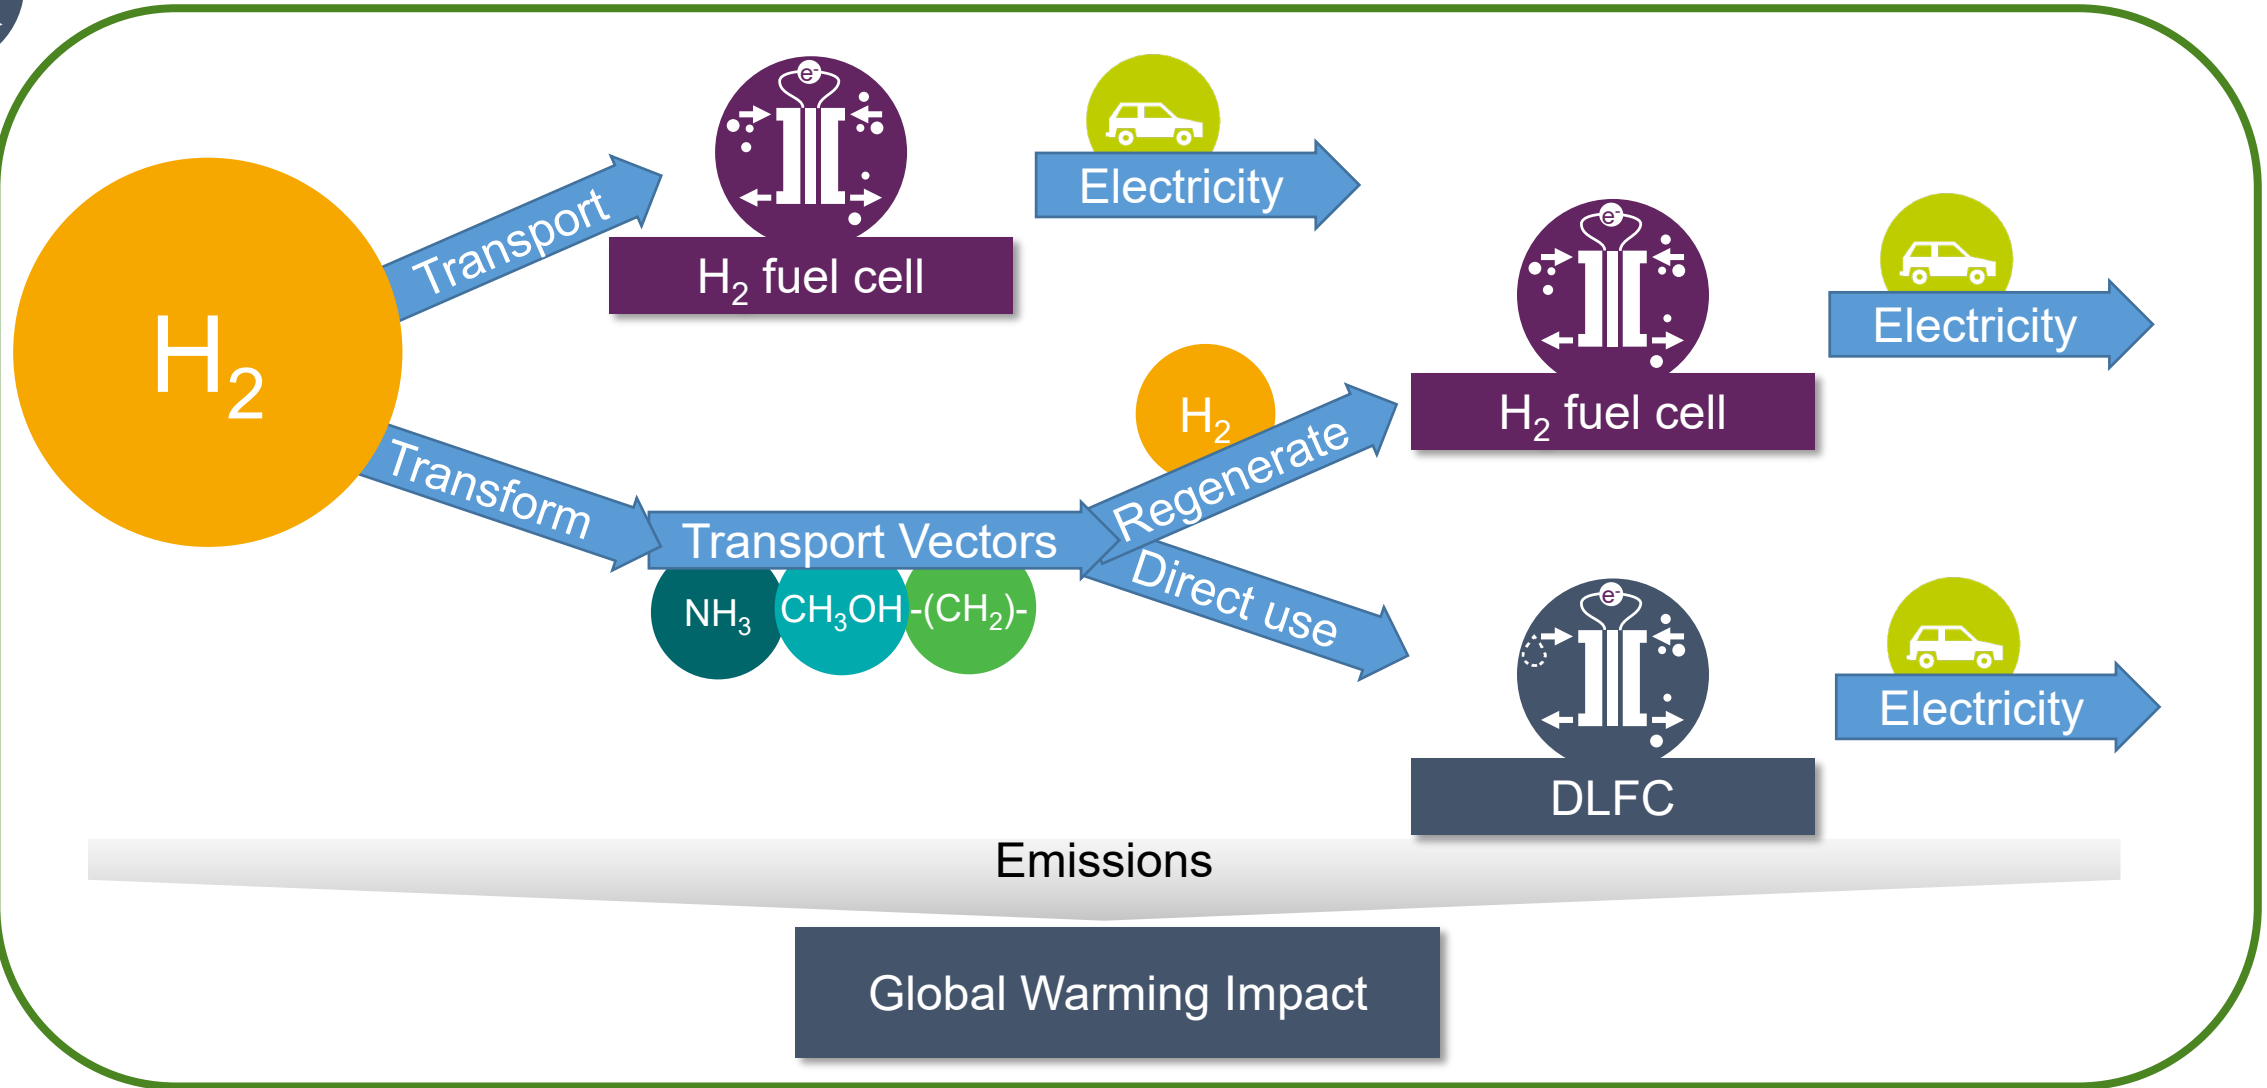 H₂
Transport
e⁻
H₂ fuel cell
Electricity
Transform
Transport Vectors
NH₃
CH₃OH
-(CH₂)-
H₂
Regenerate
e⁻
H₂ fuel cell
Electricity
Direct use
e⁻
DLFC
Electricity
Emissions
Global Warming Impact